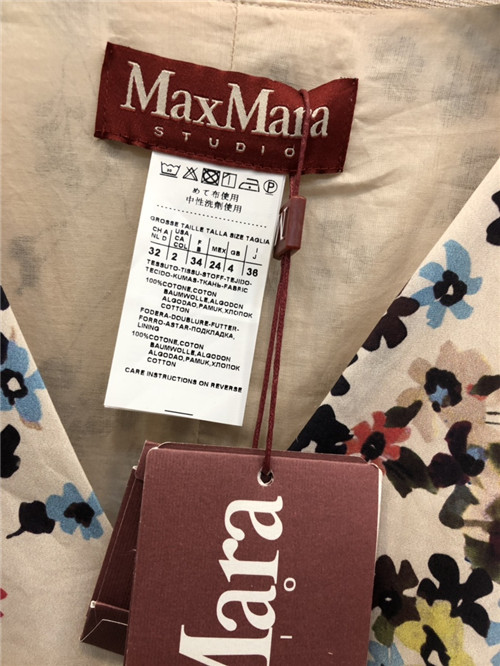 MaxMara
STUDIO
めて布使用
中性洗剤使用
GROSSE TAILLE TALLA SIZE TAGLIA
CH A USA F
NL D CA B MEX GB J
COL
32 2 34 24 4 36
TESSUTO-TISSU-STOFF-TEJIDO-
TECIDO-KUMAS-ТКАНЬ-FABRIC
100%COTONE,COTON
BAUMWOLLE,ALGODON
ALGODAO,PAMUK,ХЛОПОК
COTTON
FODERA-DOUBLURE-FUTTER-
FORRO-ASTAR-ПОДКЛАДКА,
LINING
100%COTONE,COTON
BAUMWOLLE,ALGODON
ALGODAO,PAMUK,ХЛОПОК
COTTON
CARE INSTRUCTIONS ON REVERSE
Mara